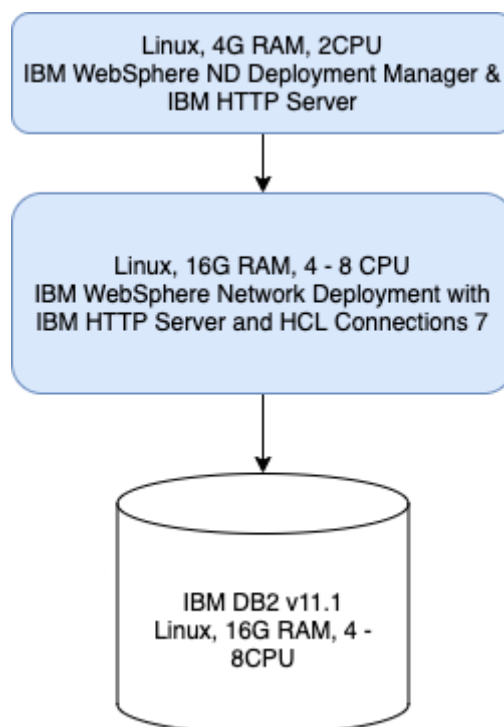 Linux, 4G RAM, 2CPU
IBM WebSphere ND Deployment Manager &
IBM HTTP Server
Linux, 16G RAM, 4 - 8 CPU
IBM WebSphere Network Deployment with
IBM HTTP Server and HCL Connections 7
IBM DB2 v11.1
Linux, 16G RAM, 4 -
8CPU